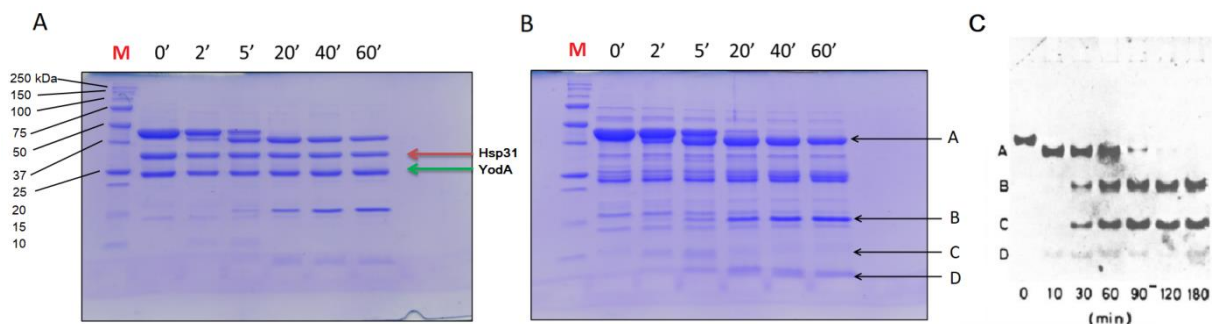 A
B
C
M 0’ 2’ 5’ 20’ 40’ 60’
M 0’ 2’ 5’ 20’ 40’ 60’
250 kDa
150
100
75
50
37
25
20
15
10
Hsp31
YodA
A
B
C
D
A
B
C
D
0 10 30 60 90 120 180
(min)